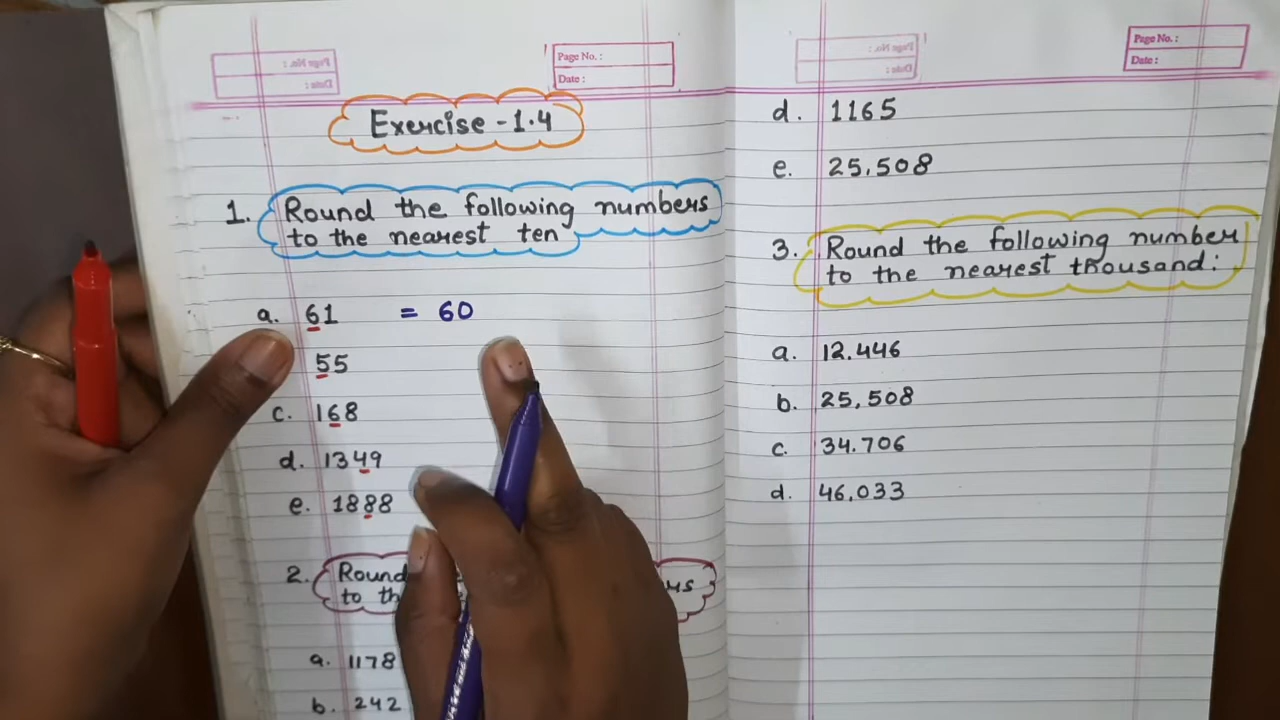 Page No. :
Date :
Exercise - 1.4
1. Round the following numbers
to the nearest ten
a. 61 = 60
55
c. 168
d. 1349
e. 1888
2. Round
to th
a. 1178
b. 242
Page No. :
Date :
d. 1165
e. 25,508
3. Round the following number
to the nearest thousand:
a. 12.446
b. 25,508
c. 34.706
d. 46,033